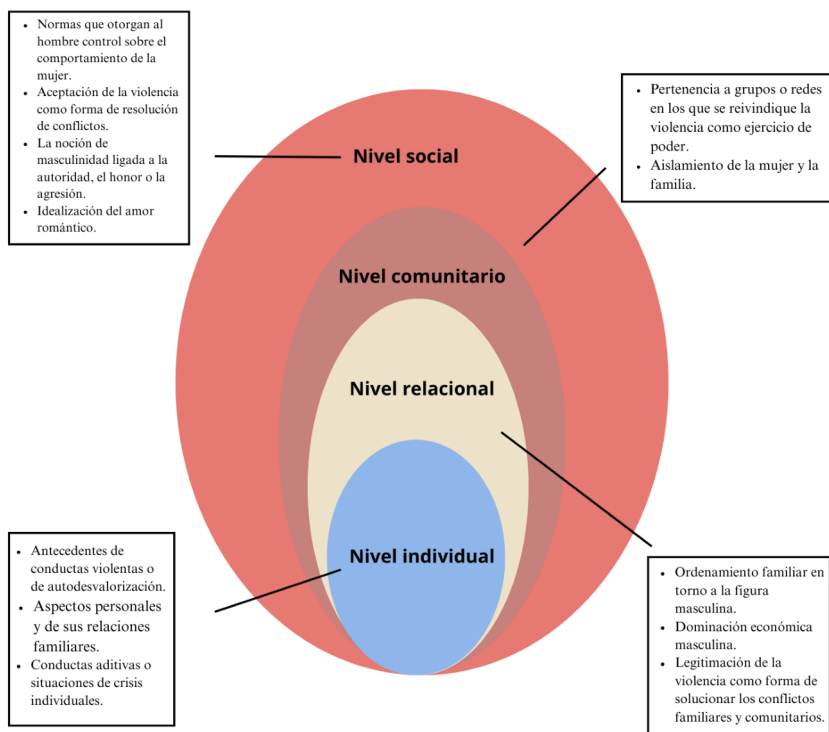 • Normas que otorgan al
hombre control sobre el
comportamiento de la
mujer.
• Aceptación de la violencia
como forma de resolución
de conflictos.
• La noción de
masculinidad ligada a la
autoridad, el honor o la
agresión.
• Idealización del amor
romántico.
• Pertenencia a grupos o redes
en los que se reivindique la
violencia como ejercicio de
poder.
• Aislamiento de la mujer y la
familia.
Nivel social
Nivel comunitario
Nivel relacional
Nivel individual
• Antecedentes de
conductas violentas o
de autodesvalorización.
• Aspectos personales
y de sus relaciones
familiares.
• Conductas aditivas o
situaciones de crisis
individuales.
• Ordenamiento familiar en
torno a la figura
masculina.
• Dominación económica
masculina.
• Legitimación de la
violencia como forma de
solucionar los conflictos
familiares y comunitarios.